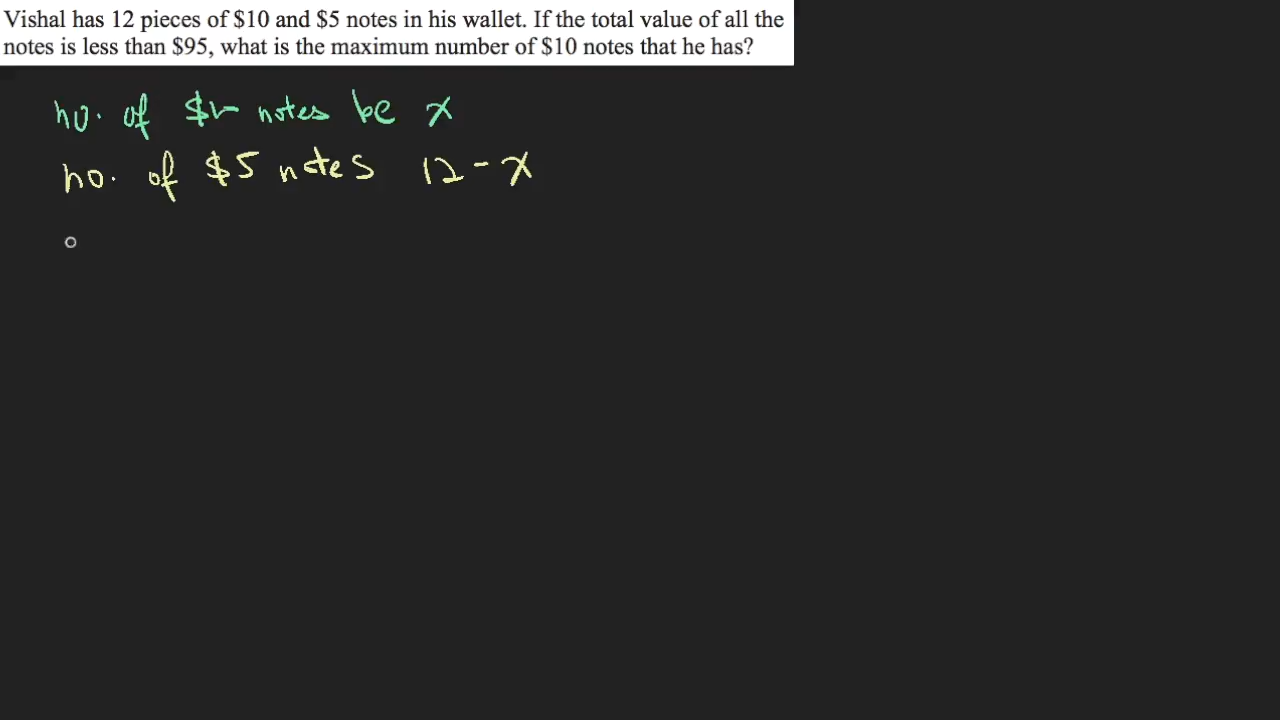 Vishal has 12 pieces of $10 and $5 notes in his wallet. If the total value of all the
notes is less than $95, what is the maximum number of $10 notes that he has?
no. of notes be x
no. of $5 notes 12 - x